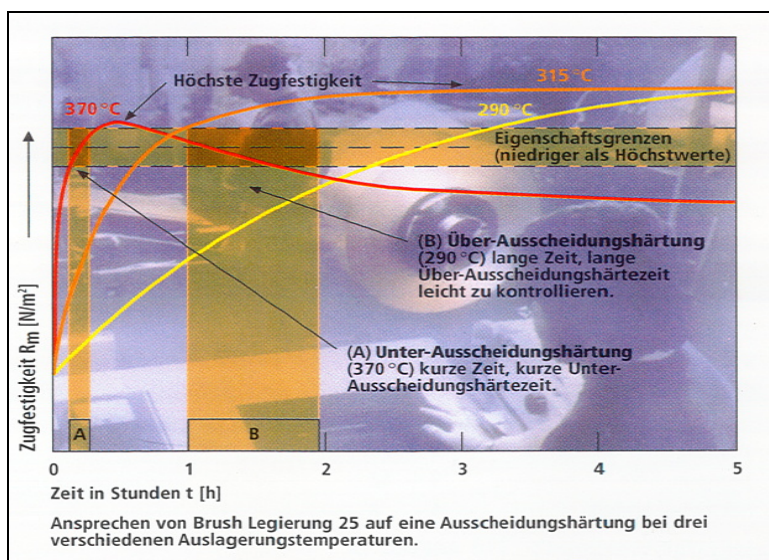 Höchste Zugfestigkeit
315 °C
370 °C
290 °C
Eigenschaftsgrenzen
(niedriger als Höchstwerte)
(B) Über-Ausscheidungshärtung
(290 °C) lange Zeit, lange
Über-Ausscheidungshärtezeit
leicht zu kontrollieren.
(A) Unter-Ausscheidungshärtung
(370 °C) kurze Zeit, kurze Unter-
Ausscheidungshärtezeit.
Zugfestigkeit Rm [N/m²]
A
B
0 1 2 3 4 5
Zeit in Stunden t [h]
Ansprechen von Brush Legierung 25 auf eine Ausscheidungshärtung bei drei
verschiedenen Auslagerungstemperaturen.